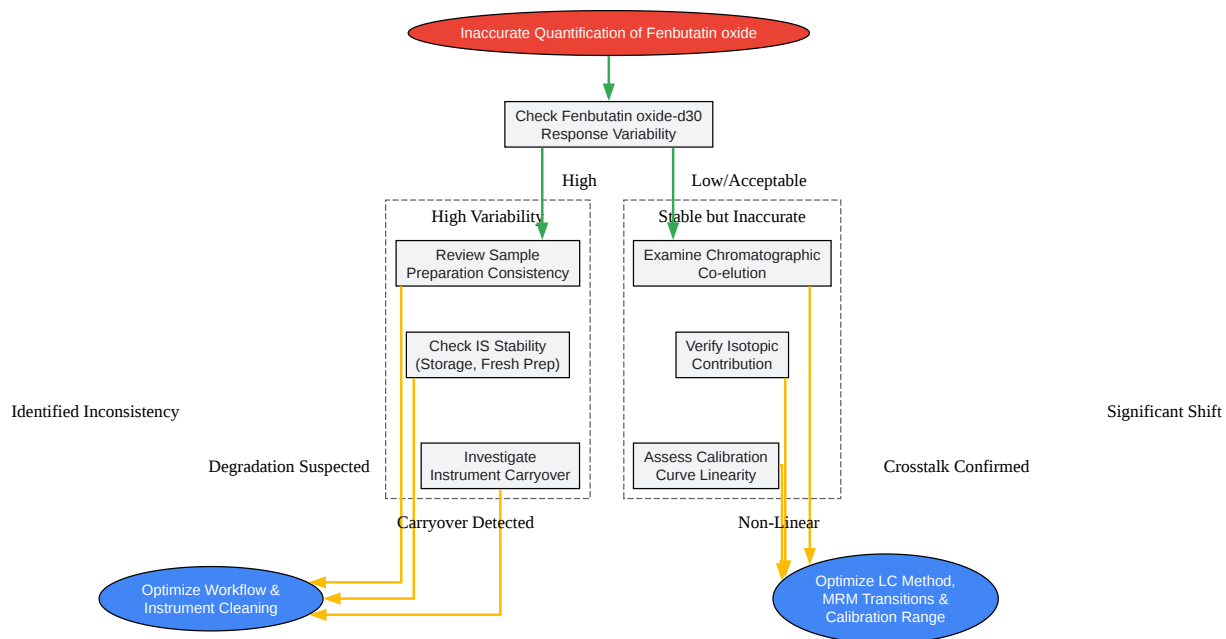 Inaccurate Quantification of Fenbutatin oxide
Check Fenbutatin oxide-d30
Response Variability
High
Low/Acceptable
High Variability
Stable but Inaccurate
Review Sample
Preparation Consistency
Examine Chromatographic
Co-elution
Check IS Stability
(Storage, Fresh Prep)
Verify Isotopic
Contribution
Identified Inconsistency
Significant Shift
Degradation Suspected
Investigate
Instrument Carryover
Assess Calibration
Curve Linearity
Crosstalk Confirmed
Carryover Detected
Non-Linear
Optimize Workflow &
Instrument Cleaning
Optimize LC Method,
MRM Transitions &
Calibration Range